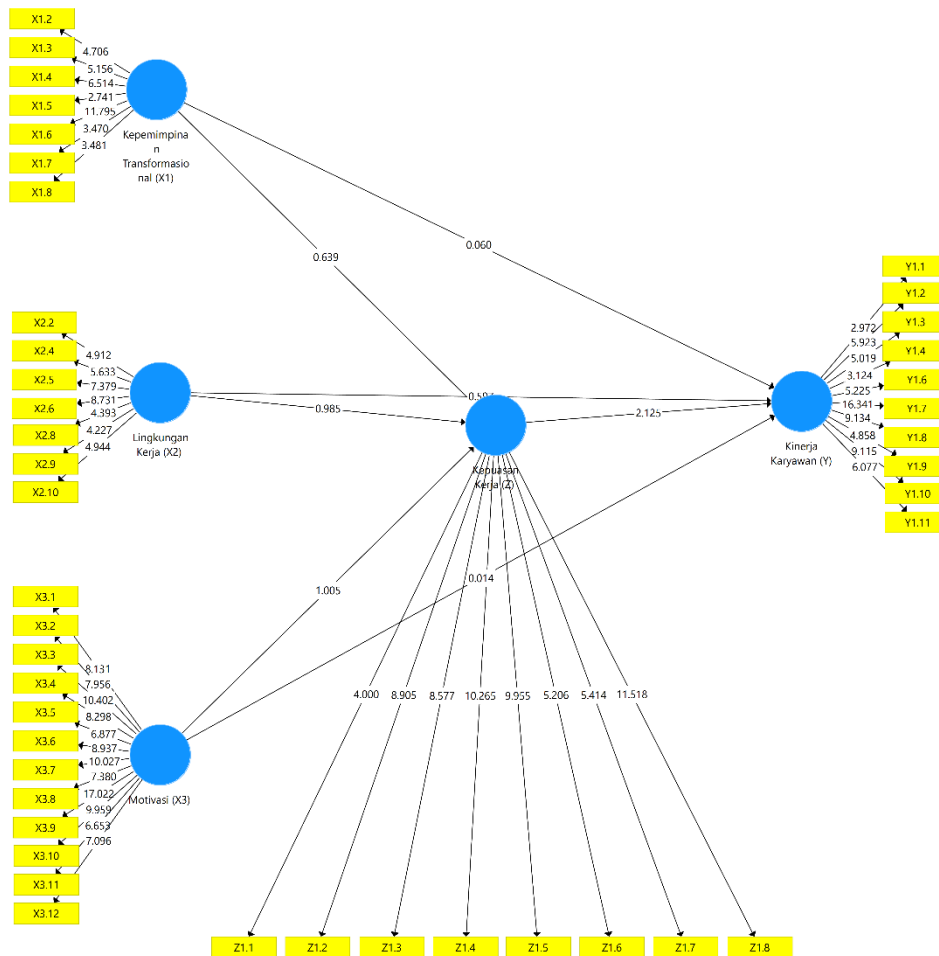 X1.2
X1.3
X1.4
X1.5
X1.6
X1.7
X1.8
4.706
5.156
6.514
2.741
11.795
3.470
3.481
Kepemimpina
n
Transformasio
nal (X1)
0.060
0.639
X2.2
X2.4
X2.5
X2.6
X2.8
X2.9
X2.10
4.912
5.633
7.379
8.731
4.393
4.227
4.944
Lingkungan
Kerja (X2)
0.985
2.125
Kepuasan
Kerja (Z)
Y1.1
Y1.2
Y1.3
Y1.4
Y1.6
Y1.7
Y1.8
Y1.9
Y1.10
Y1.11
2.972
5.923
5.019
3.124
5.225
16.341
9.134
4.858
9.115
6.077
Kinerja
Karyawan (Y)
X3.1
X3.2
X3.3
X3.4
X3.5
X3.6
X3.7
X3.8
X3.9
X3.10
X3.11
X3.12
8.131
7.956
10.402
8.298
6.877
8.937
10.027
7.380
17.022
9.959
6.653
7.096
Motivasi (X3)
1.005
0.014
4.000
8.905
8.577
10.265
9.955
5.206
5.414
11.518
Z1.1
Z1.2
Z1.3
Z1.4
Z1.5
Z1.6
Z1.7
Z1.8